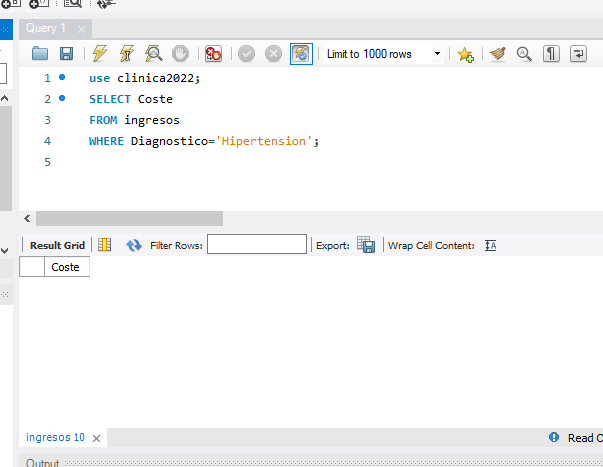 Query 1
Limit to 1000 rows
1 use clinica2022;
2 SELECT Coste
3 FROM ingresos
4 WHERE Diagnostico='Hipertension';
5
Result Grid Filter Rows: Export: Wrap Cell Content:
Coste
ingresos 10 Read O
Output